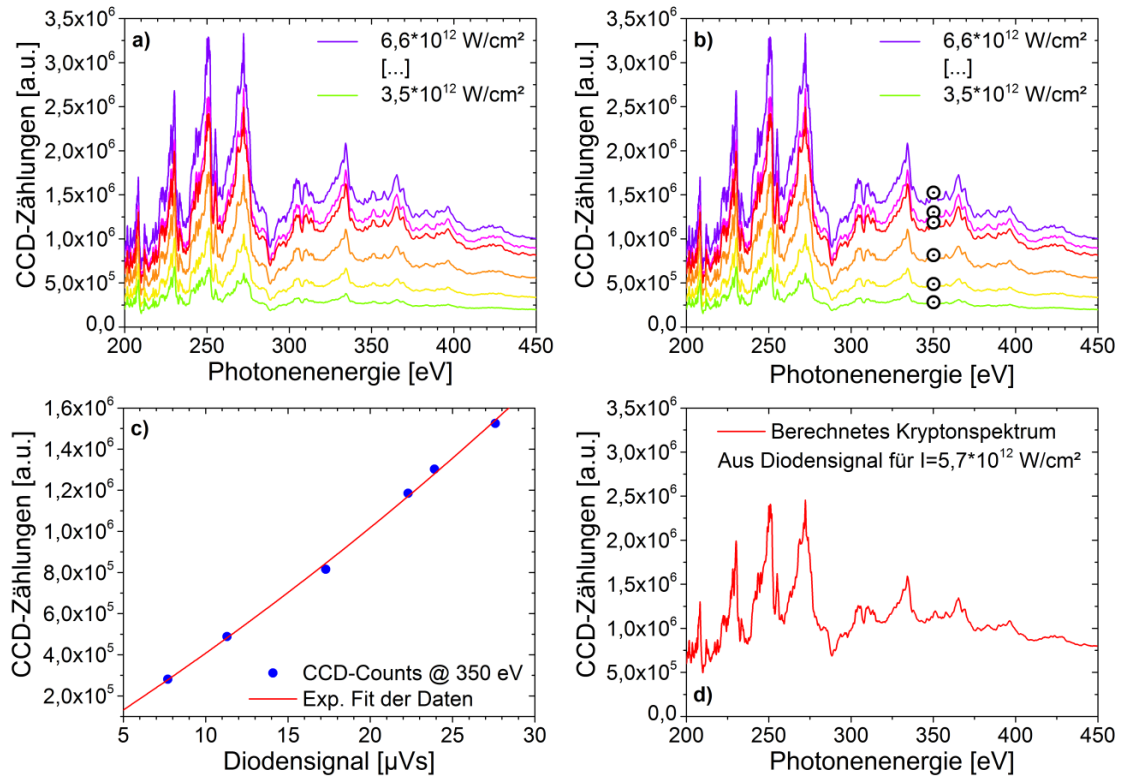 a)
6,6*10¹² W/cm²
[...]
3,5*10¹² W/cm²
CCD-Zählungen [a.u.]
3,5x10⁶
3,0x10⁶
2,5x10⁶
2,0x10⁶
1,5x10⁶
1,0x10⁶
5,0x10⁵
0,0
200 250 300 350 400 450
Photonenenergie [eV]
b)
6,6*10¹² W/cm²
[...]
3,5*10¹² W/cm²
CCD-Zählungen [a.u.]
3,5x10⁶
3,0x10⁶
2,5x10⁶
2,0x10⁶
1,5x10⁶
1,0x10⁶
5,0x10⁵
0,0
200 250 300 350 400 450
Photonenenergie [eV]
c)
CCD-Zählungen [a.u.]
1,6x10⁶
1,4x10⁶
1,2x10⁶
1,0x10⁶
8,0x10⁵
6,0x10⁵
4,0x10⁵
2,0x10⁵
CCD-Counts @ 350 eV
Exp. Fit der Daten
5 10 15 20 25 30
Diodensignal [µVs]
Berechnetes Kryptonspektrum
Aus Diodensignal für I=5,7*10¹² W/cm²
CCD-Zählungen [a.u.]
3,5x10⁶
3,0x10⁶
2,5x10⁶
2,0x10⁶
1,5x10⁶
1,0x10⁶
5,0x10⁵
0,0
d)
200 250 300 350 400 450
Photonenenergie [eV]